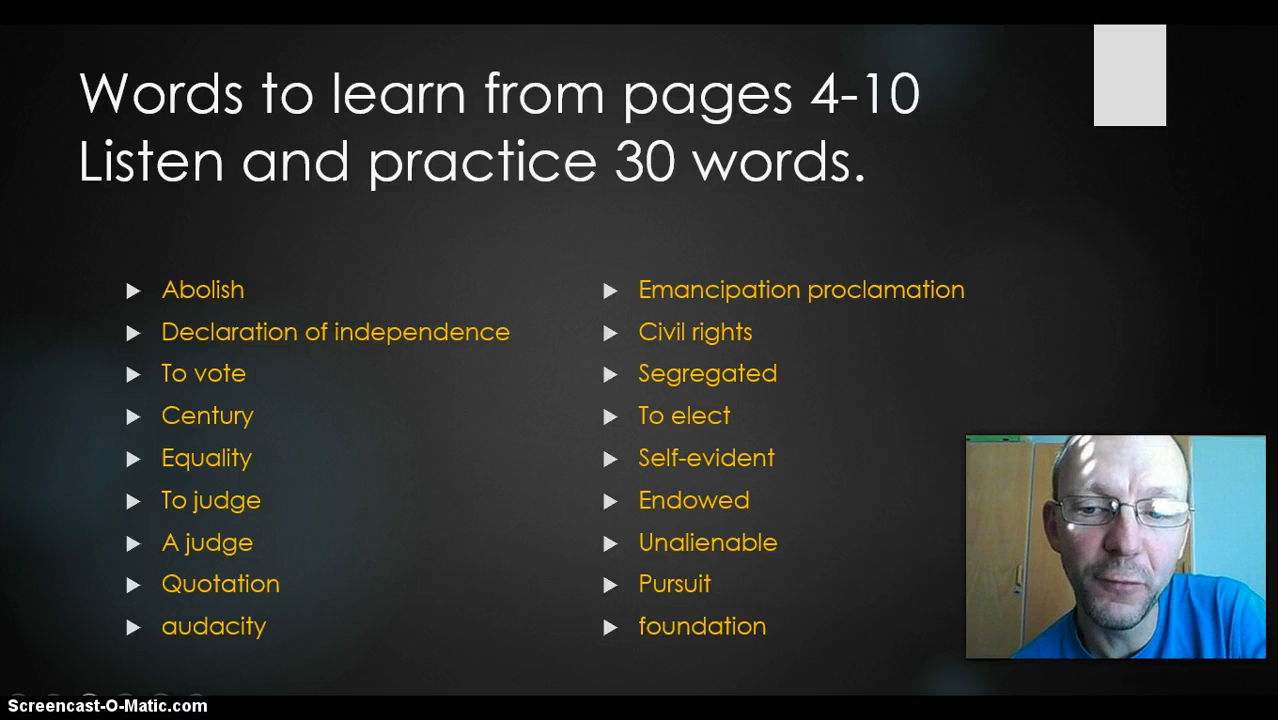 Words to learn from pages 4-10
Listen and practice 30 words.
Abolish
Declaration of independence
To vote
Century
Equality
To judge
A judge
Quotation
audacity
Emancipation proclamation
Civil rights
Segregated
To elect
Self-evident
Endowed
Unalienable
Pursuit
foundation
Screencast-O-Matic.com